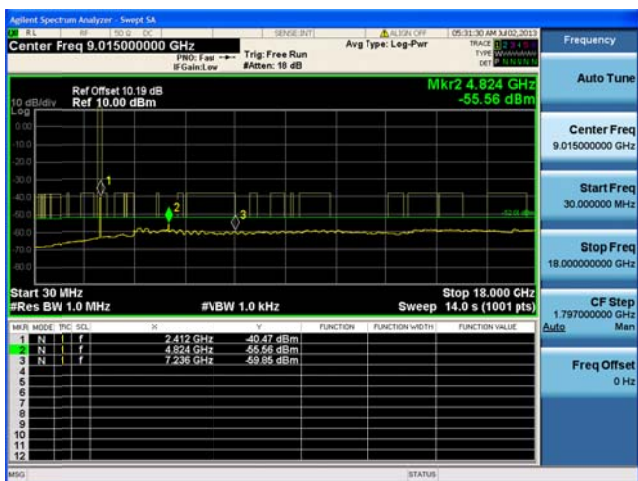 Agilent Spectrum Analyzer - Swept SA
RL RF 50 Ω DC SENSE:INT ALIGN OFF 05:31:30 AM Jul 02, 2013
Center Freq 9.015000000 GHz
PNO: Fast Trig: Free Run
IFGain:Low #Atten: 18 dB
Avg Type: Log-Pwr
TRACE 1 2 3 4 5 6
TYPE
DET P N N N N N
Frequency
Auto Tune
Center Freq
9.015000000 GHz
Start Freq
30.000000 MHz
Stop Freq
18.000000000 GHz
CF Step
1.797000000 GHz
Auto Man
Freq Offset
0 Hz
Mkr2 4.824 GHz
-55.56 dBm
Ref Offset 10.19 dB
10 dB/div Ref 10.00 dBm
Log
0.00
-10.0
-20.0
-30.0
-40.0
-50.0
-60.0
-70.0
-80.0
1
2
3
Start 30 MHz Stop 18.000 GHz
#Res BW 1.0 MHz #VBW 1.0 kHz Sweep 14.0 s (1001 pts)
MKR MODE TRC SCL X Y FUNCTION FUNCTION WIDTH FUNCTION VALUE
1 N 1 f 2.412 GHz -40.47 dBm
2 N 1 f 4.824 GHz -55.56 dBm
3 N 1 f 7.236 GHz -59.85 dBm
4
5
6
7
8
9
10
11
12
MSG STATUS